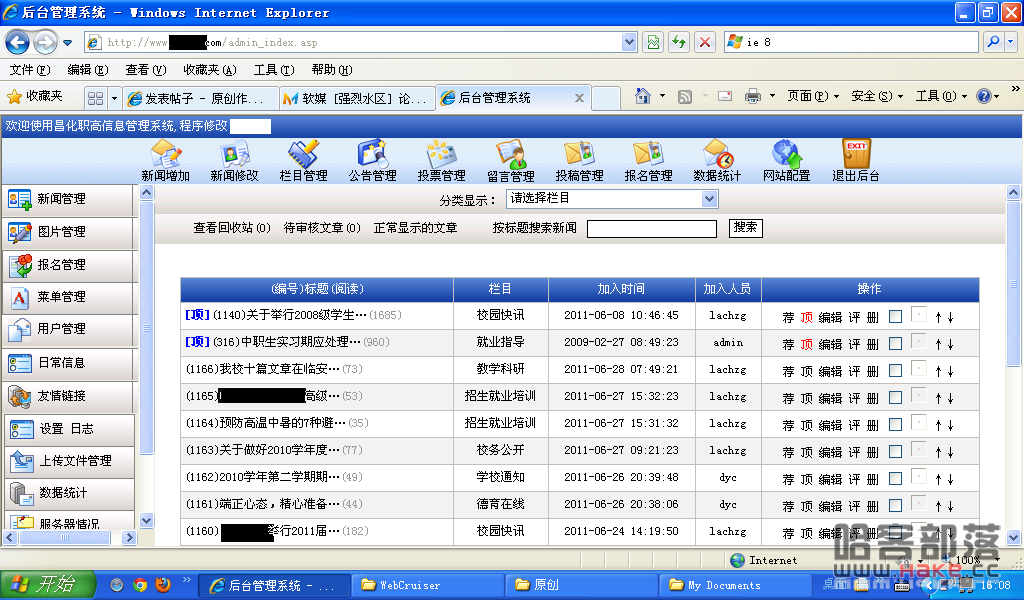 后台管理系统 - Windows Internet Explorer
http://www. com/admin_index.asp
ie 8
文件(F) 编辑(E) 查看(V) 收藏夹(A) 工具(T) 帮助(H)
收藏夹 发表帖子 - 原创作... 软媒 [强烈水区] 论... 后台管理系统 页面(P) 安全(S) 工具(O) »
欢迎使用昌化职高信息管理系统,程序修改
新闻增加 新闻修改 栏目管理 公告管理 投票管理 留言管理 投稿管理 报名管理 数据统计 网站配置 EXIT 退出后台
新闻管理
图片管理
报名管理
菜单管理
用户管理
日常信息
友情链接
设置 日志
上传文件管理
数据统计
服务器情况
分类显示： 请选择栏目
查看回收站(0) 待审核文章(0) 正常显示的文章 按标题搜索新闻 搜索
(编号)标题(阅读) 栏目 加入时间 加入人员 操作
[顶](1140)关于举行2008级学生…(1685) 校园快讯 2011-06-08 10:46:45 lachzg 荐 顶 编辑 评 册 ↑↓
[顶](316)中职生实习期应处理…(960) 就业指导 2009-02-27 08:49:23 admin 荐 顶 编辑 评 册 ↑↓
(1166)我校十篇文章在临安…(73) 教学科研 2011-06-28 07:49:21 lachzg 荐 顶 编辑 评 册 ↑↓
(1165) 高级…(53) 招生就业培训 2011-06-27 15:32:23 lachzg 荐 顶 编辑 评 册 ↑↓
(1164)预防高温中暑的7种避…(35) 招生就业培训 2011-06-27 15:31:32 lachzg 荐 顶 编辑 评 册 ↑↓
(1163)关于做好2010学年度…(77) 校务公开 2011-06-27 09:21:23 lachzg 荐 顶 编辑 评 册 ↑↓
(1162)2010学年第二学期期…(49) 学校通知 2011-06-26 20:39:48 dyc 荐 顶 编辑 评 册 ↑↓
(1161)端正心态，精心准备…(44) 德育在线 2011-06-26 20:38:06 dyc 荐 顶 编辑 评 册 ↑↓
(1160) 举行2011届…(182) 校园快讯 2011-06-24 14:19:50 lachzg 荐 顶 编辑 评 册
Internet 100%
哈客部落
www.Hake.cc
开始 » 后台管理系统 - ... WebCruiser 原创 My Documents 桌面 16:08